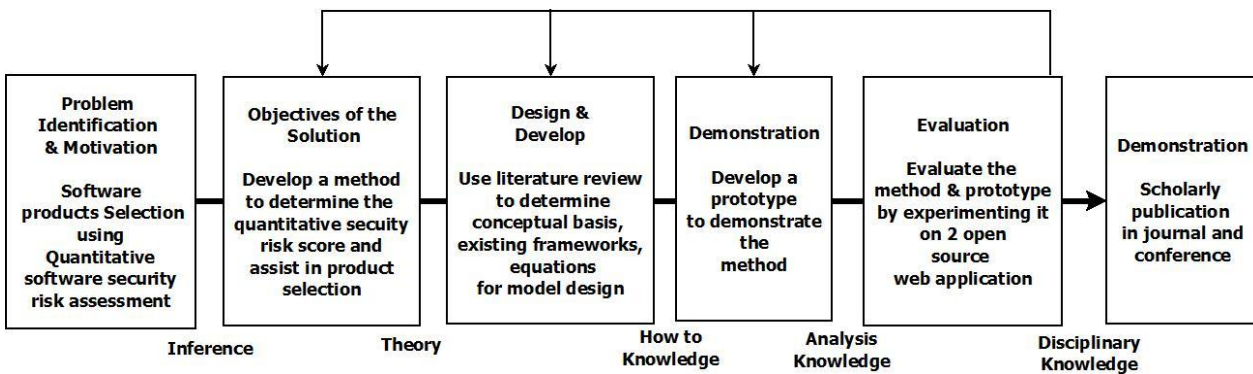 Problem
Identification
& Motivation
Software
products Selection
using
Quantitative
software security
risk assessment
Inference
Objectives of the
Solution
Develop a method
to determine the
quantitative secuity
risk score and
assist in product
selection
Theory
Design &
Develop
Use literature review
to determine
conceptual basis,
existing frameworks,
equations
for model design
How to
Knowledge
Demonstration
Develop a
prototype
to demonstrate
the
method
Analysis
Knowledge
Evaluation
Evaluate the
method & prototype
by experimenting it
on 2 open
source
web application
Disciplinary
Knowledge
Demonstration
Scholarly
publication
in journal and
conference